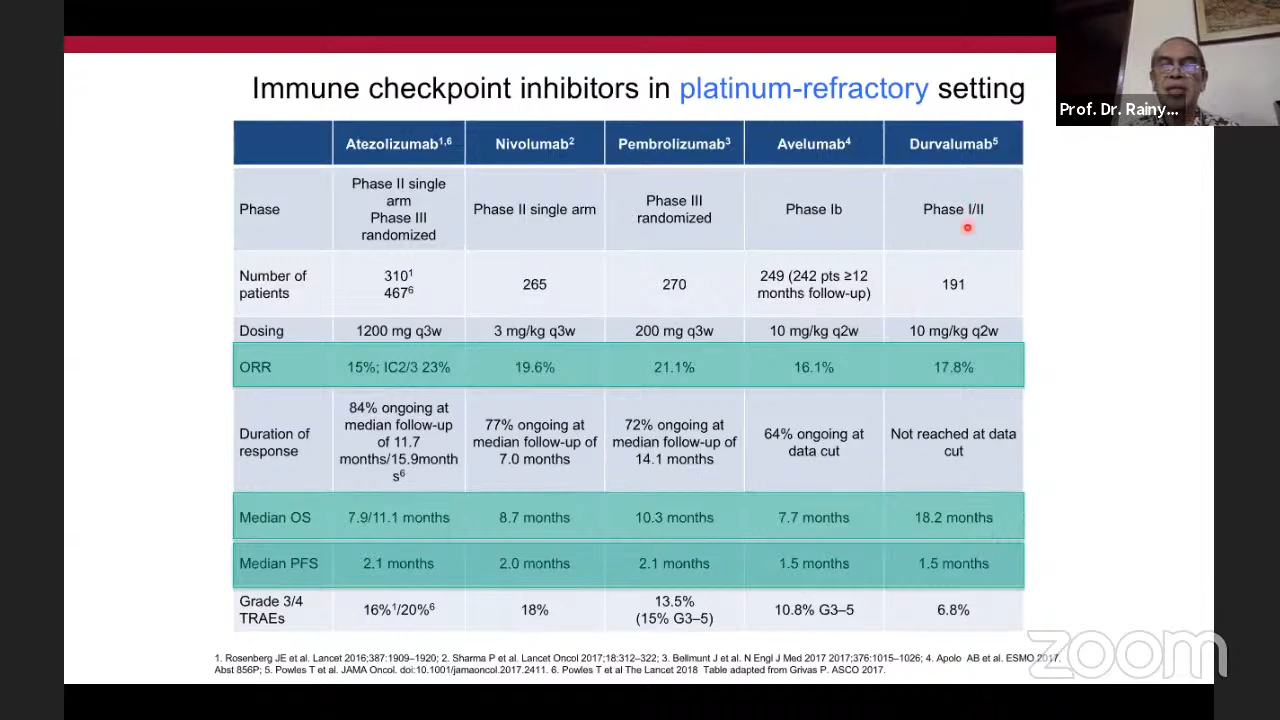 Immune checkpoint inhibitors in platinum-refractory setting
Prof. Dr. Rainy...
Atezolizumab1,6 Nivolumab2 Pembrolizumab3 Avelumab4 Durvalumab5
Phase
Phase II single
arm
Phase III
randomized
Phase II single arm
Phase III
randomized
Phase Ib
Phase I/II
Number of
patients
3101
4676
265
270
249 (242 pts ≥12
months follow-up)
191
Dosing 1200 mg q3w 3 mg/kg q3w 200 mg q3w 10 mg/kg q2w 10 mg/kg q2w
ORR 15%; IC2/3 23% 19.6% 21.1% 16.1% 17.8%
Duration of
response
84% ongoing at
median follow-up
of 11.7
months/15.9month
s6
77% ongoing at
median follow-up of
7.0 months
72% ongoing at
median follow-up of
14.1 months
64% ongoing at
data cut
Not reached at data
cut
Median OS 7.9/11.1 months 8.7 months 10.3 months 7.7 months 18.2 months
Median PFS 2.1 months 2.0 months 2.1 months 1.5 months 1.5 months
Grade 3/4
TRAEs
16%1/20%6
18%
13.5%
(15% G3–5)
10.8% G3–5
6.8%
1. Rosenberg JE et al. Lancet 2016;387:1909–1920; 2. Sharma P et al. Lancet Oncol 2017;18:312–322; 3. Bellmunt J et al. N Engl J Med 2017 2017;376:1015–1026; 4. Apolo AB et al. ESMO 2017.
Abst 856P; 5. Powles T et al. JAMA Oncol. doi:10.1001/jamaoncol.2017.2411. 6. Powles T et al The Lancet 2018 Table adapted from Grivas P. ASCO 2017.
zoom